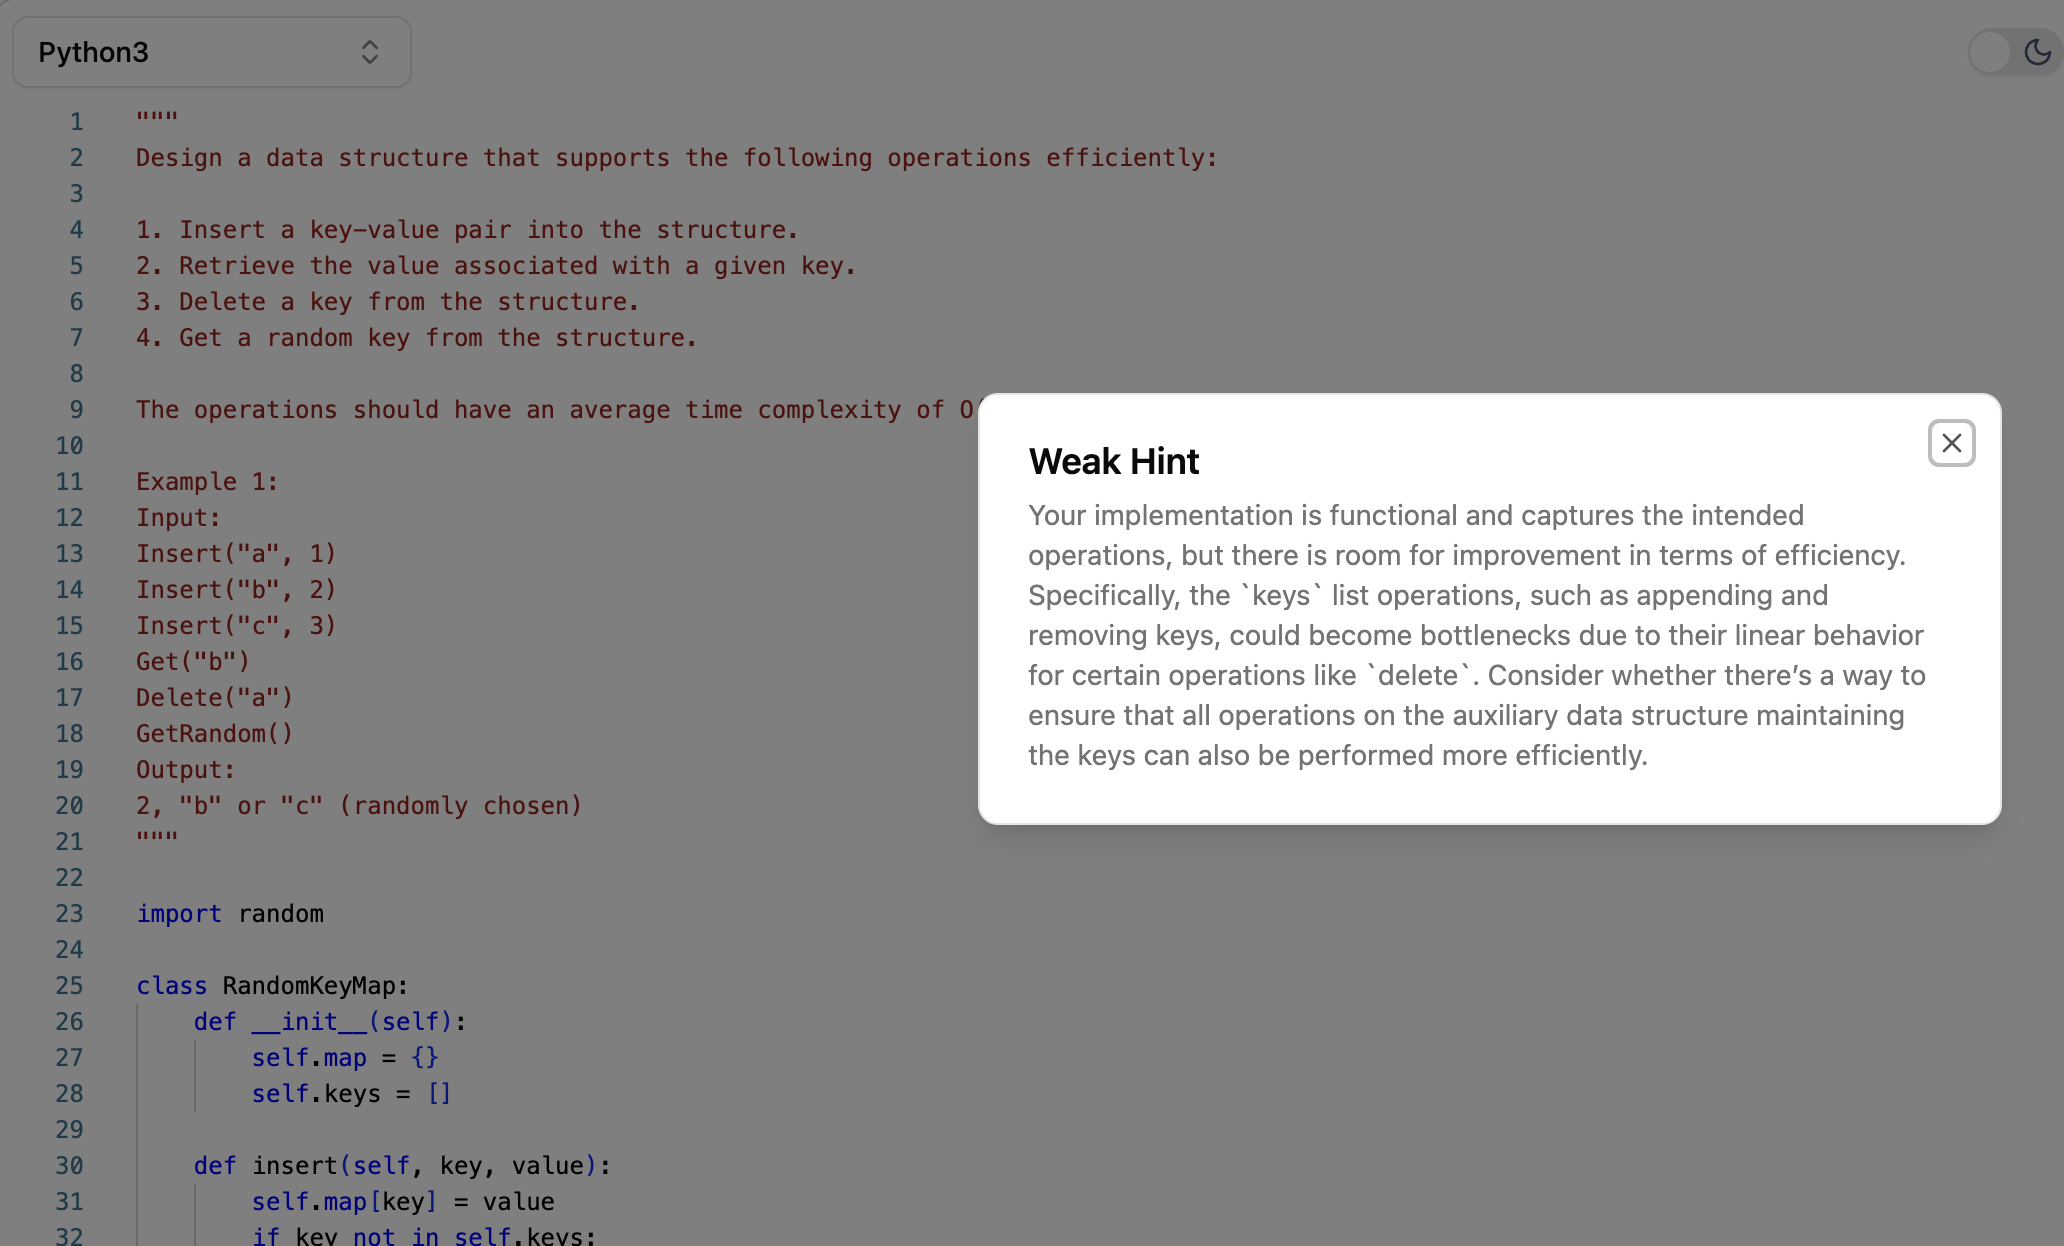 Python3
1 """
2 Design a data structure that supports the following operations efficiently:
3
4 1. Insert a key-value pair into the structure.
5 2. Retrieve the value associated with a given key.
6 3. Delete a key from the structure.
7 4. Get a random key from the structure.
8
9 The operations should have an average time complexity of O
10
11 Example 1:
12 Input:
13 Insert("a", 1)
14 Insert("b", 2)
15 Insert("c", 3)
16 Get("b")
17 Delete("a")
18 GetRandom()
19 Output:
20 2, "b" or "c" (randomly chosen)
21 """
22
23 import random
24
25 class RandomKeyMap:
26 def __init__(self):
27 self.map = {}
28 self.keys = []
29
30 def insert(self, key, value):
31 self.map[key] = value
32 if key not in self.keys:
Weak Hint
Your implementation is functional and captures the intended
operations, but there is room for improvement in terms of efficiency.
Specifically, the `keys` list operations, such as appending and
removing keys, could become bottlenecks due to their linear behavior
for certain operations like `delete`. Consider whether there’s a way to
ensure that all operations on the auxiliary data structure maintaining
the keys can also be performed more efficiently.